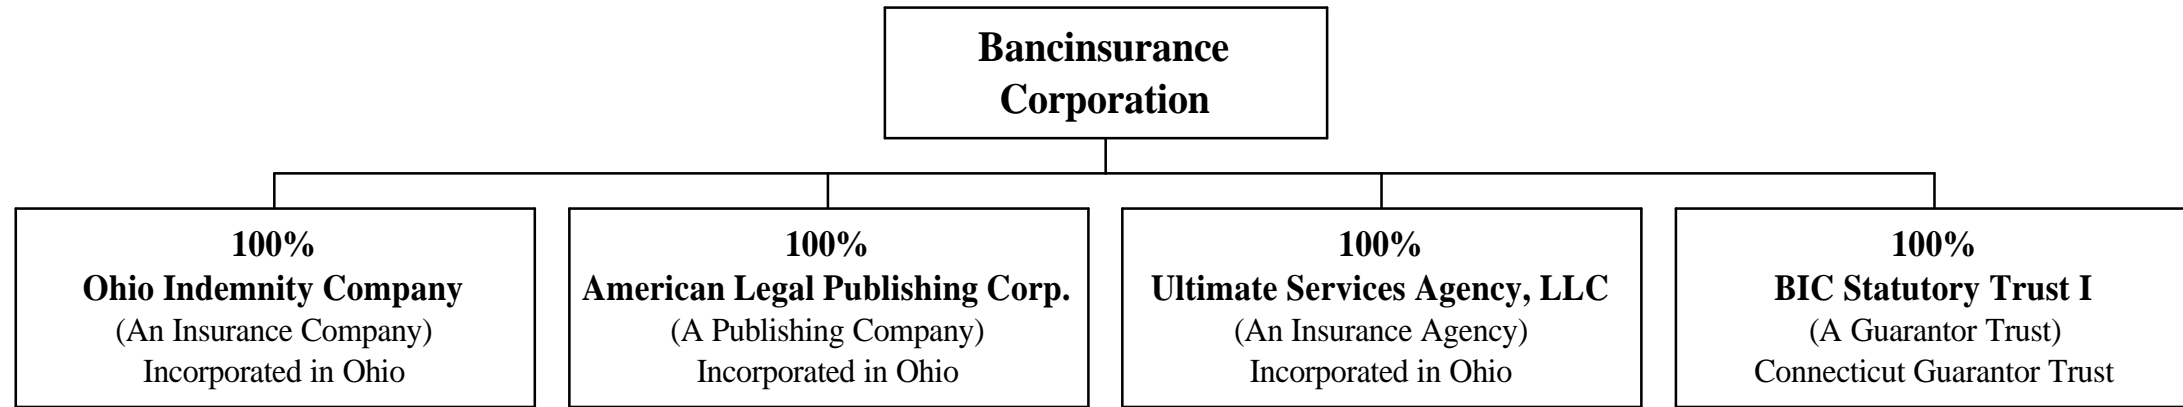 Bancinsurance
Corporation
100%
Ohio Indemnity Company
(An Insurance Company)
Incorporated in Ohio
100%
American Legal Publishing Corp.
(A Publishing Company)
Incorporated in Ohio
100%
Ultimate Services Agency, LLC
(An Insurance Agency)
Incorporated in Ohio
100%
BIC Statutory Trust I
(A Guarantor Trust)
Connecticut Guarantor Trust